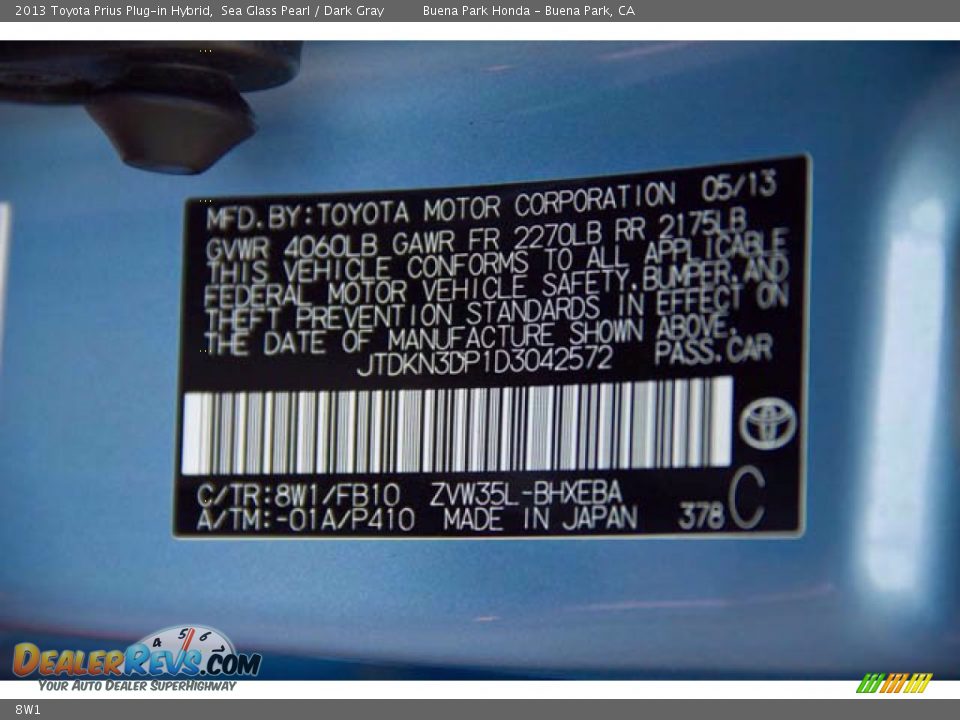 2013 Toyota Prius Plug-in Hybrid, Sea Glass Pearl / Dark Gray Buena Park Honda - Buena Park, CA
MFD.BY:TOYOTA MOTOR CORPORATION 05/13
GVWR 4060LB GAWR FR 2270LB RR 2175LB
THIS VEHICLE CONFORMS TO ALL APPLICABLE
FEDERAL MOTOR VEHICLE SAFETY,BUMPER,AND
THEFT PREVENTION STANDARDS IN EFFECT ON
THE DATE OF MANUFACTURE SHOWN ABOVE.
JTDKN3DP1D3042572 PASS.CAR
C/TR:8W1/FB10 ZVW35L-BHXEBA
A/TM:-01A/P410 MADE IN JAPAN 378 C
4 5 6
DEALERREVS.COM
YOUR AUTO DEALER SUPERHIGHWAY
8W1